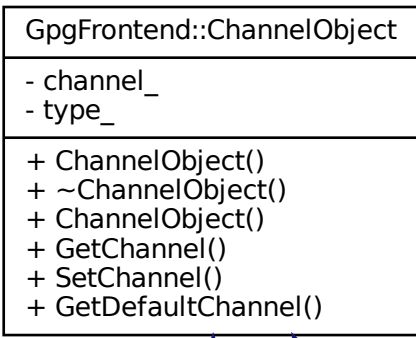 GpgFrontend::ChannelObject
- channel_
- type_
+ ChannelObject()
+ ~ChannelObject()
+ ChannelObject()
+ GetChannel()
+ SetChannel()
+ GetDefaultChannel()